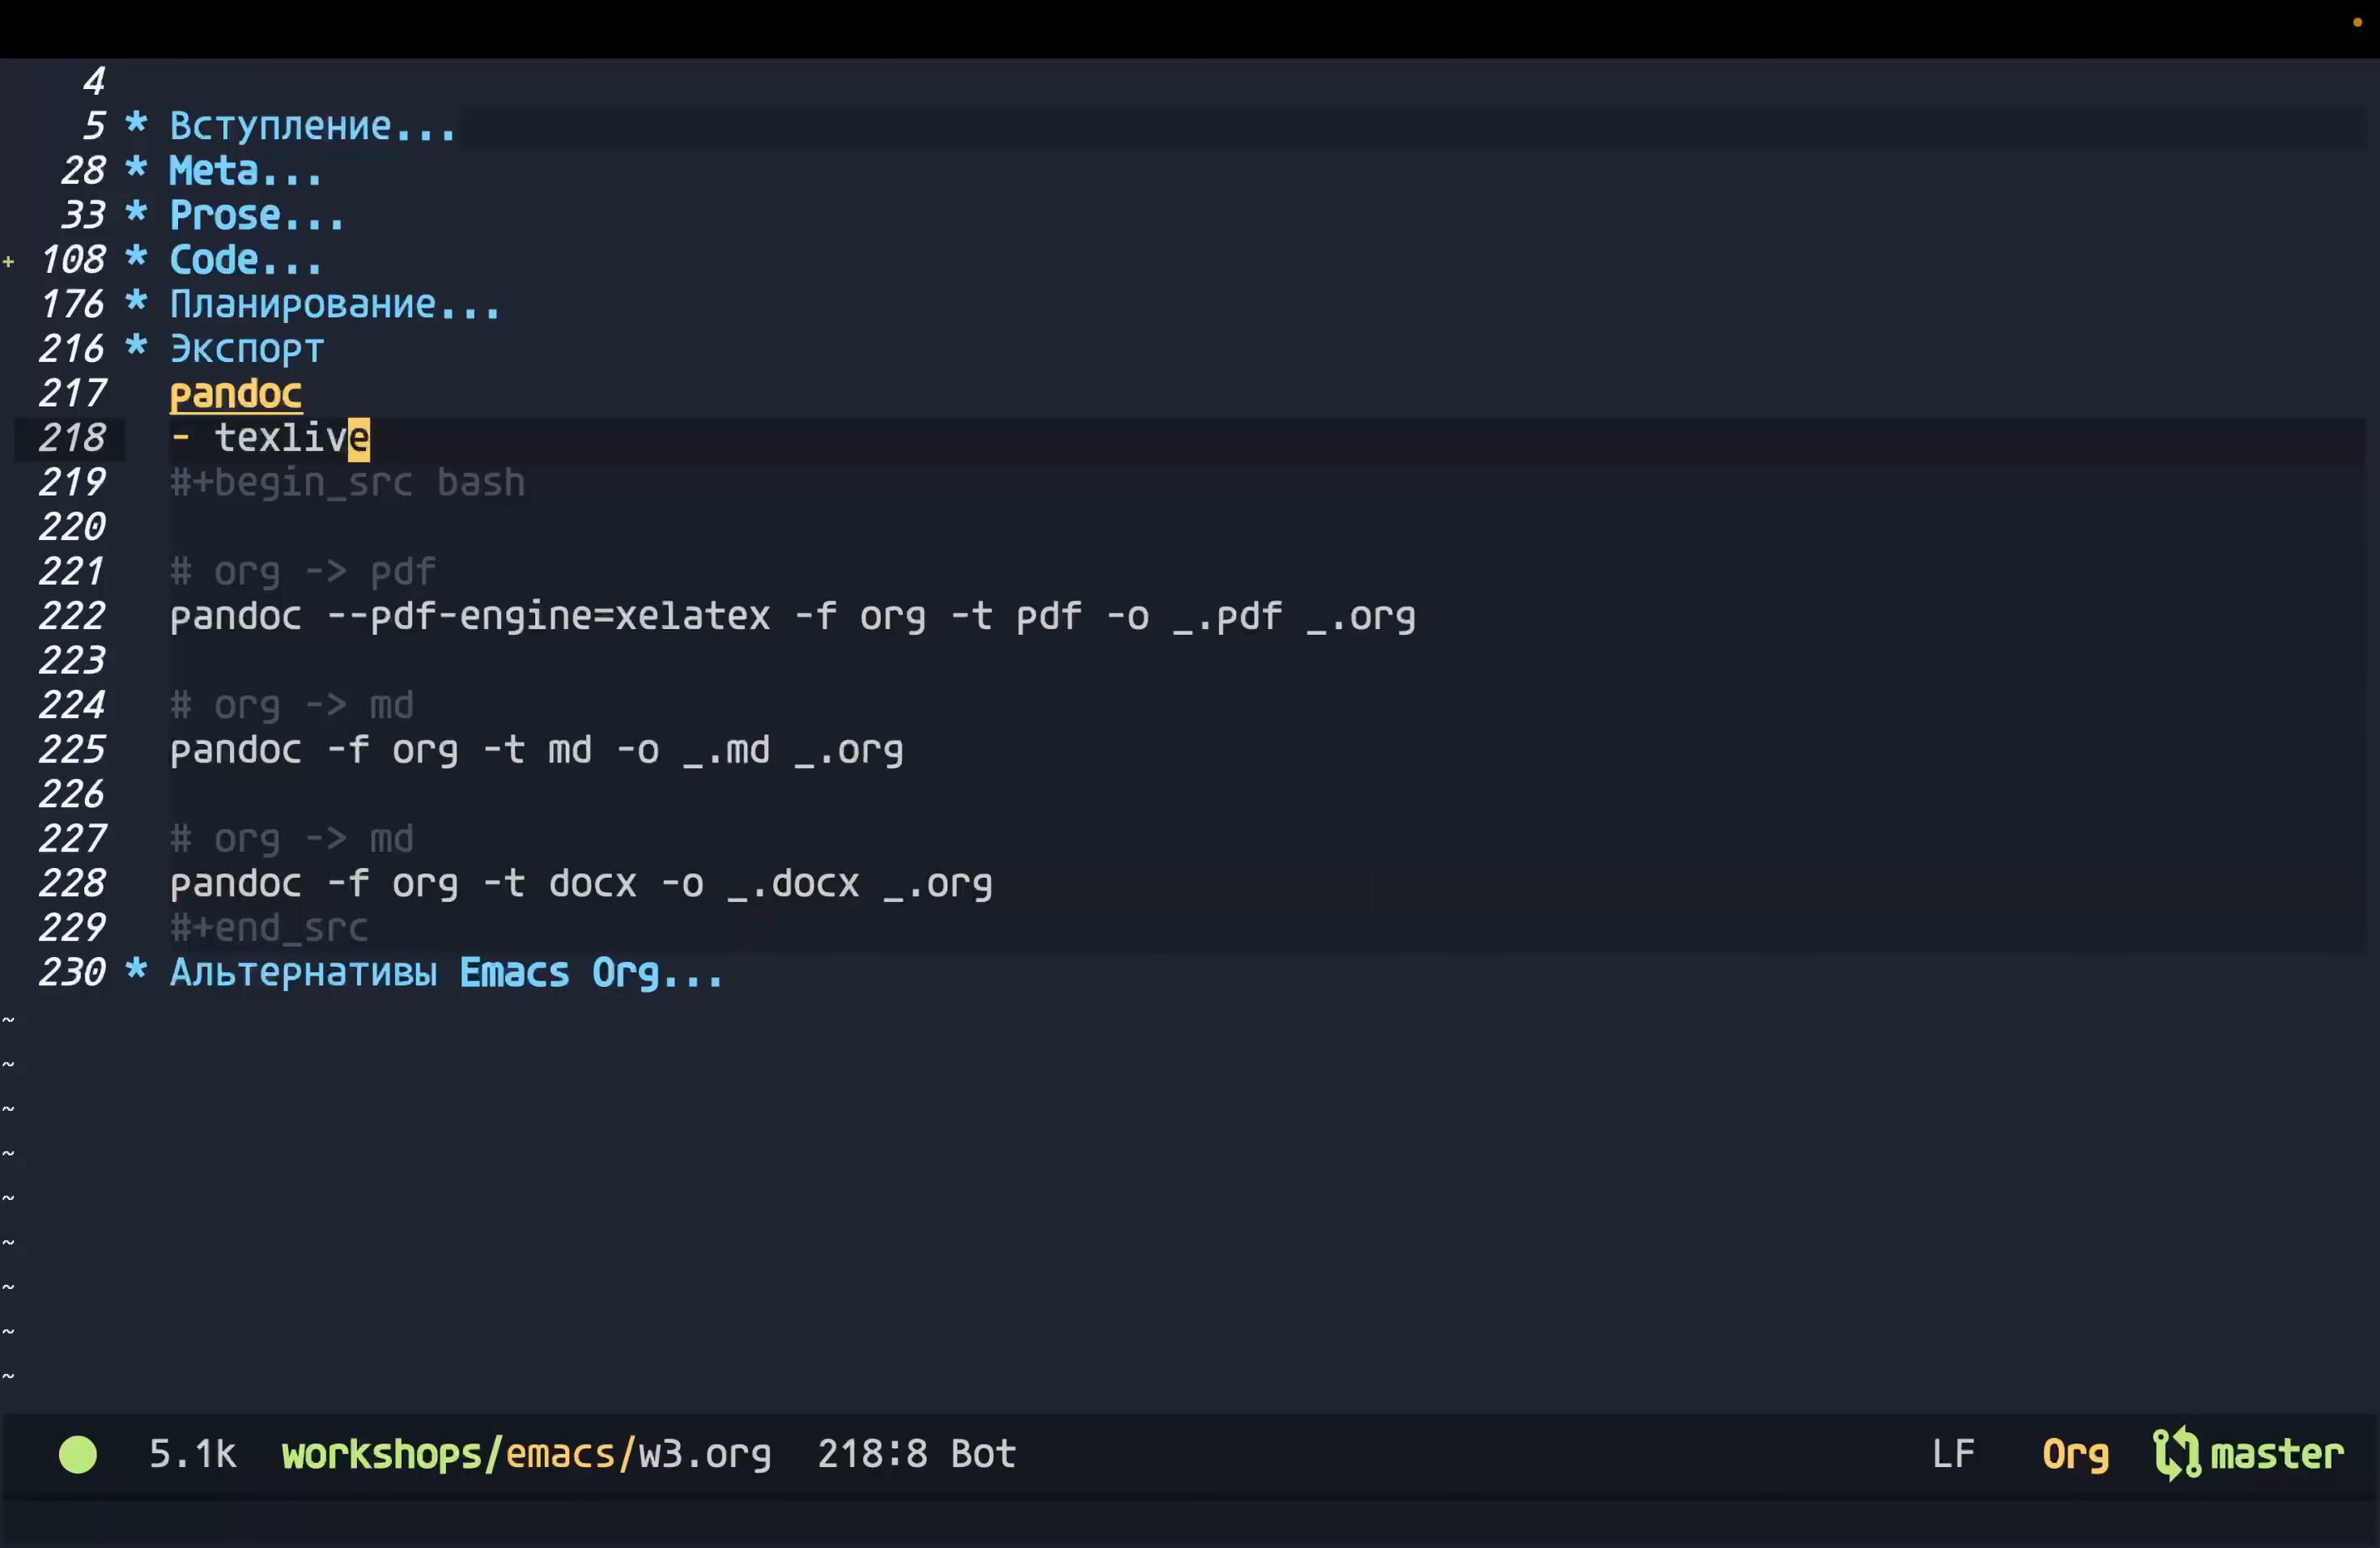 4
5 * Вступление...
28 * Meta...
33 * Prose...
+ 108 * Code...
176 * Планирование...
216 * Экспорт
217 pandoc
218 - texlive
219 #+begin_src bash
220
221 # org -> pdf
222 pandoc --pdf-engine=xelatex -f org -t pdf -o _.pdf _.org
223
224 # org -> md
225 pandoc -f org -t md -o _.md _.org
226
227 # org -> md
228 pandoc -f org -t docx -o _.docx _.org
229 #+end_src
230 * Альтернативы Emacs Org...
~
~
~
~
~
~
~
~
~
5.1k workshops/emacs/w3.org 218:8 Bot LF Org master